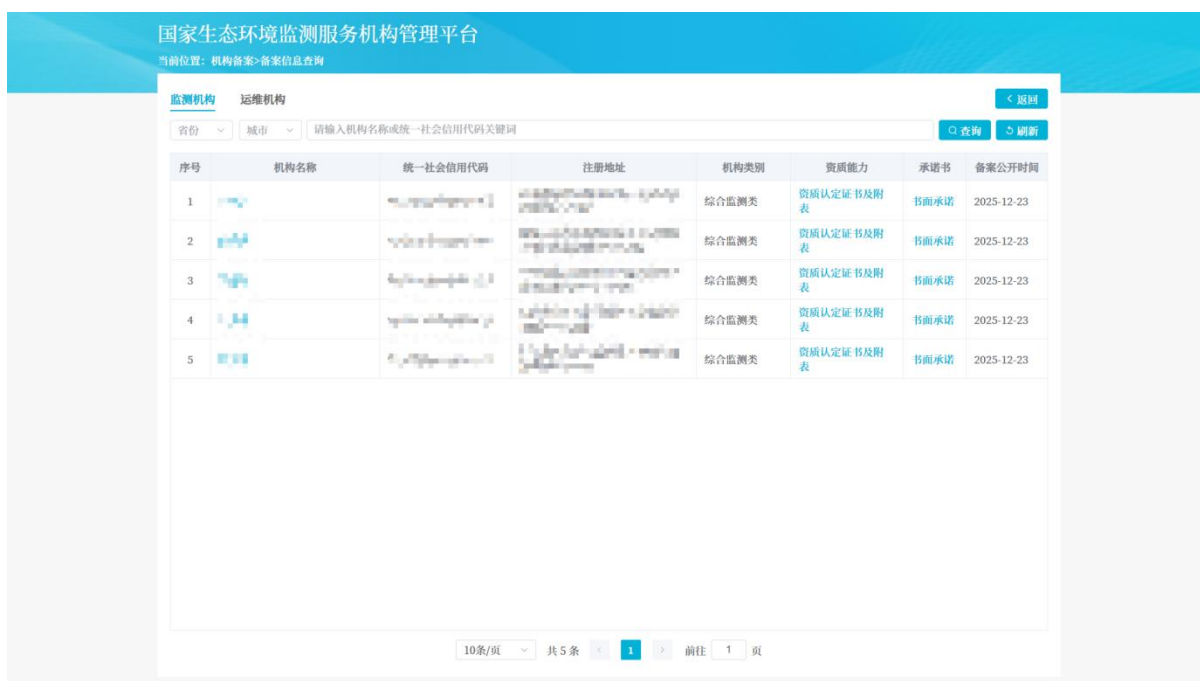 国家生态环境监测服务机构管理平台
当前位置：机构备案>备案信息查询
监测机构 运维机构 返回
省份 城市 请输入机构名称或统一社会信用代码关键词 查询 刷新
序号 机构名称 统一社会信用代码 注册地址 机构类别 资质能力 承诺书 备案公开时间
1 综合监测类 资质认定证书及附
表 书面承诺 2025-12-23
2 综合监测类 资质认定证书及附
表 书面承诺 2025-12-23
3 综合监测类 资质认定证书及附
表 书面承诺 2025-12-23
4 综合监测类 资质认定证书及附
表 书面承诺 2025-12-23
5 综合监测类 资质认定证书及附
表 书面承诺 2025-12-23
10条/页 共 5 条 1 前往 1 页